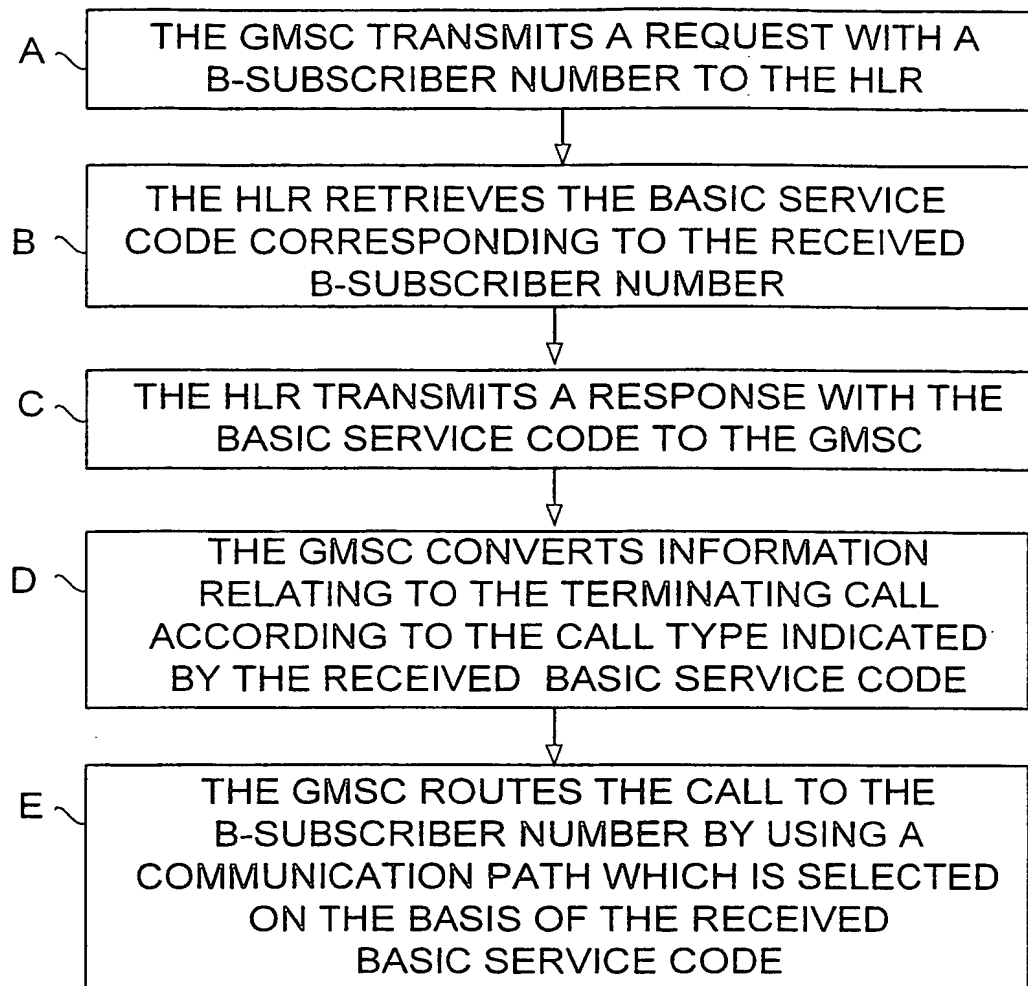 A
THE GMSC TRANSMITS A REQUEST WITH A
B-SUBSCRIBER NUMBER TO THE HLR
B
THE HLR RETRIEVES THE BASIC SERVICE
CODE CORRESPONDING TO THE RECEIVED
B-SUBSCRIBER NUMBER
C
THE HLR TRANSMITS A RESPONSE WITH THE
BASIC SERVICE CODE TO THE GMSC
D
THE GMSC CONVERTS INFORMATION
RELATING TO THE TERMINATING CALL
ACCORDING TO THE CALL TYPE INDICATED
BY THE RECEIVED BASIC SERVICE CODE
E
THE GMSC ROUTES THE CALL TO THE
B-SUBSCRIBER NUMBER BY USING A
COMMUNICATION PATH WHICH IS SELECTED
ON THE BASIS OF THE RECEIVED
BASIC SERVICE CODE